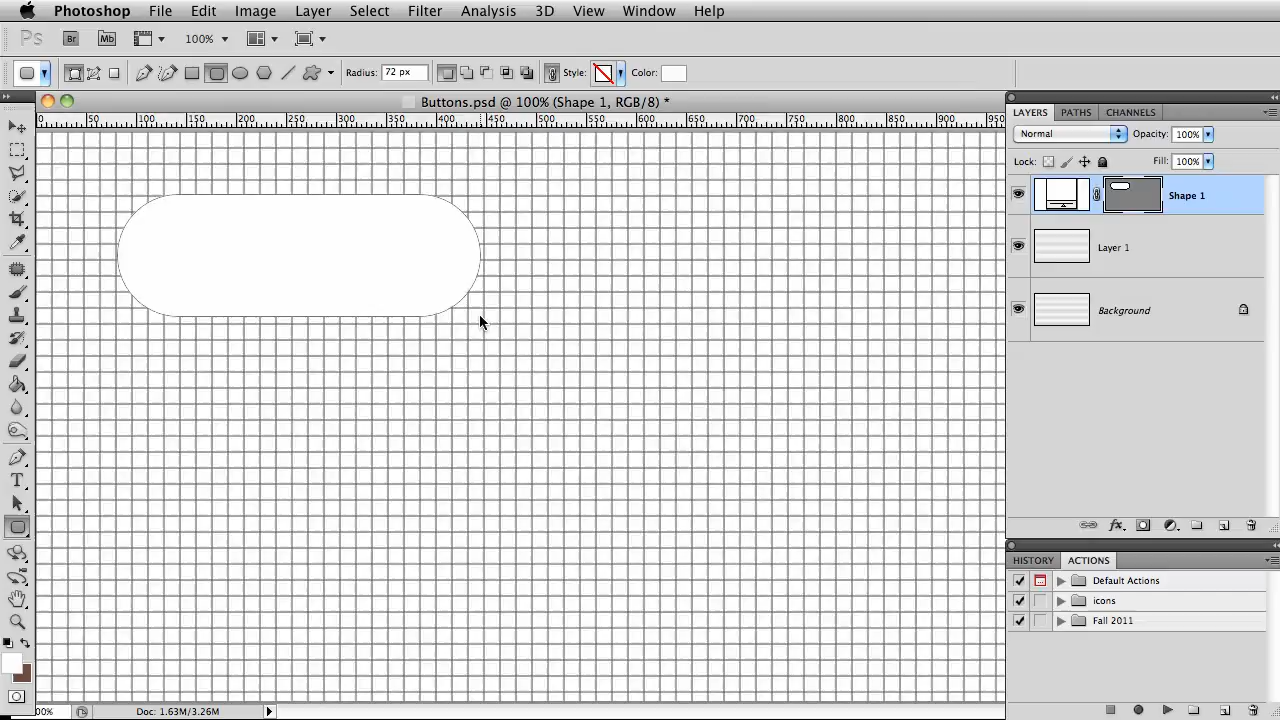 Photoshop File Edit Image Layer Select Filter Analysis 3D View Window Help
Ps Br Mb 100%
Radius: 72 px Style: Color:
Buttons.psd @ 100% (Shape 1, RGB/8) *
0 50 100 150 200 250 300 350 400 450 500 550 600 650 700 750 800 850 900 950
LAYERS PATHS CHANNELS
Normal Opacity: 100%
Lock: Fill: 100%
Shape 1
Layer 1
Background
fx
T
HISTORY ACTIONS
Default Actions
icons
Fall 2011
00% Doc: 1.63M/3.26M